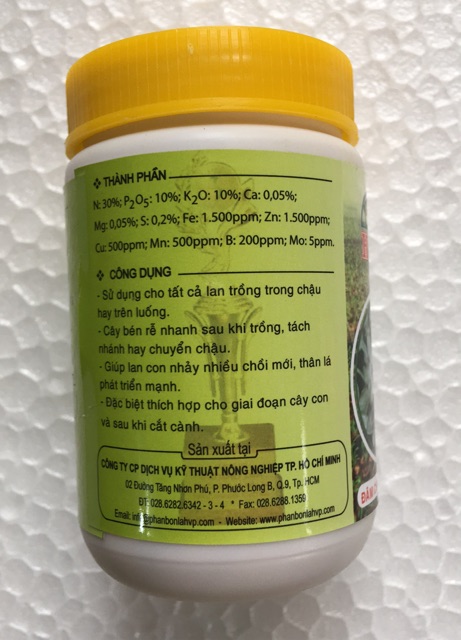 ❖ THÀNH PHẦN
N: 30%; P2O5: 10%; K2O: 10%; Ca: 0,05%;
Mg: 0,05%; S: 0,2%; Fe: 1.500ppm; Zn: 1.500ppm;
Cu: 500ppm; Mn: 500ppm; B: 200ppm; Mo: 5ppm.
❖ CÔNG DỤNG
- Sử dụng cho tất cả lan trồng trong chậu
hay trên luống.
- Cây bén rễ nhanh sau khi trồng, tách
nhánh hay chuyển chậu.
- Giúp lan con nhảy nhiều chồi mới, thân lá
phát triển mạnh.
- Đặc biệt thích hợp cho giai đoạn cây con
và sau khi cắt cành.
Sản xuất tại
CÔNG TY CP DỊCH VỤ KỸ THUẬT NÔNG NGHIỆP TP. HỒ CHÍ MINH
02 Đường Tăng Nhơn Phú, P. Phước Long B, Q.9, Tp. HCM
ĐT: 028.6282.6342 - 3 - 4 * Fax: 028.6288.1359
Email: info@phanbonlahvp.com - Website: www.phanbonlahvp.com